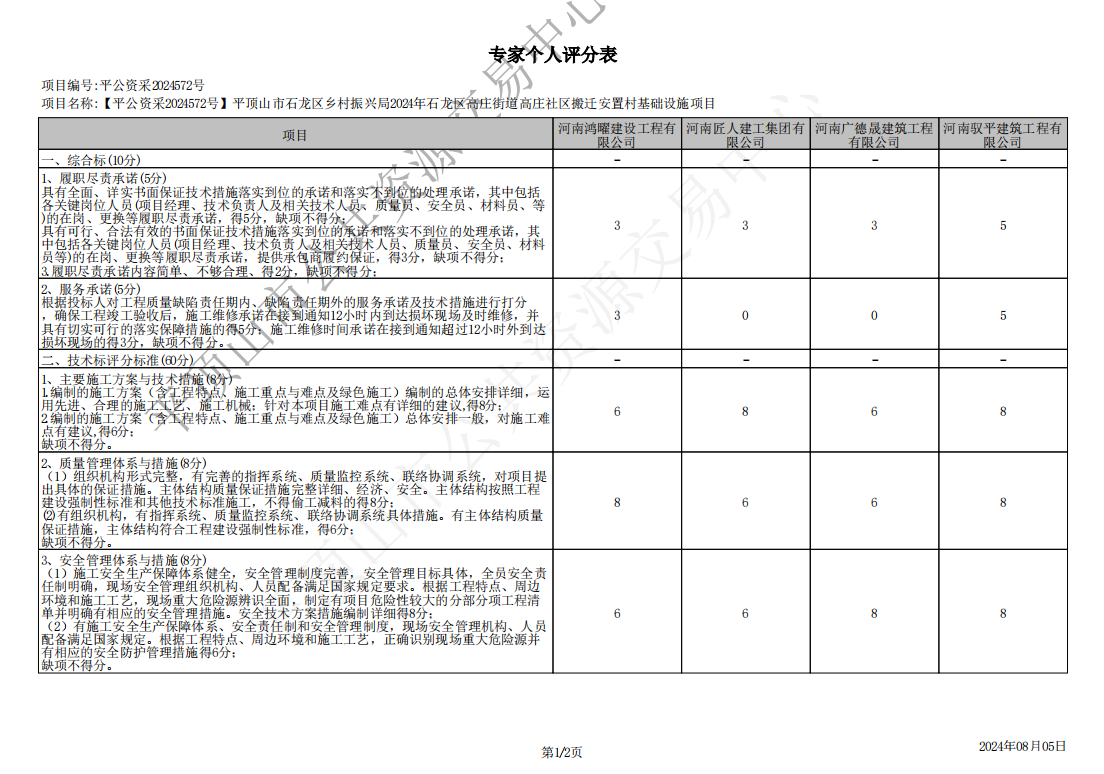 专家个人评分表
项目编号:平公资采2024572号
项目名称:【平公资采2024572号】平顶山市石龙区乡村振兴局2024年石龙区高庄街道高庄社区搬迁安置村基础设施项目
项目
河南鸿曜建设工程有限公司
河南匠人建工集团有限公司
河南广德晟建筑工程有限公司
河南驭平建筑工程有限公司
一、综合标(10分)
– – – –
1、履职尽责承诺(5分)
具有全面、详实书面保证技术措施落实到位的承诺和落实不到位的处理承诺，其中包括
各关键岗位人员(项目经理、技术负责人及相关技术人员、质量员、安全员、材料员、等
)的在岗、更换等履职尽责承诺，得5分，缺项不得分；
具有可行、合法有效的书面保证技术措施落实到位的承诺和落实不到位的处理承诺，其
中包括各关键岗位人员(项目经理、技术负责人及相关技术人员、质量员、安全员、材料
员等)的在岗、更换等履职尽责承诺，提供承包商履约保证，得3分，缺项不得分；
3.履职尽责承诺内容简单、不够合理、得2分，缺项不得分；
3 3 3 5
2、服务承诺(5分)
根据投标人对工程质量缺陷责任期内、缺陷责任期外的服务承诺及技术措施进行打分
，确保工程竣工验收后，施工维修承诺在接到通知12小时内到达损坏现场及时维修，并
具有切实可行的落实保障措施的得5分；施工维修时间承诺在接到通知超过12小时外到达
损坏现场的得3分，缺项不得分。
3 0 0 5
二、技术标评分标准(60分)
– – – –
1、主要施工方案与技术措施(8分)
1.编制的施工方案（含工程特点、施工重点与难点及绿色施工）编制的总体安排详细，运
用先进、合理的施工工艺、施工机械；针对本项目施工难点有详细的建议,得8分；
2.编制的施工方案（含工程特点、施工重点与难点及绿色施工）总体安排一般，对施工难
点有建议,得6分；
缺项不得分。
6 8 6 8
2、质量管理体系与措施(8分)
（1）组织机构形式完整，有完善的指挥系统、质量监控系统、联络协调系统，对项目提
出具体的保证措施。主体结构质量保证措施完整详细、经济、安全。主体结构按照工程
建设强制性标准和其他技术标准施工，不得偷工减料的得8分；
(2)有组织机构，有指挥系统、质量监控系统、联络协调系统具体措施。有主体结构质量
保证措施，主体结构符合工程建设强制性标准，得6分；
缺项不得分。
8 6 6 8
3、安全管理体系与措施(8分)
（1）施工安全生产保障体系健全，安全管理制度完善，安全管理目标具体，全员安全责
任制明确，现场安全管理组织机构、人员配备满足国家规定要求。根据工程特点、周边
环境和施工工艺，现场重大危险源辨识全面，制定有项目危险性较大的分部分项工程清
单并明确有相应的安全管理措施。安全技术方案措施编制详细得8分；
（2）有施工安全生产保障体系、安全责任制和安全管理制度，现场安全管理机构、人员
配备满足国家规定。根据工程特点、周边环境和施工工艺，正确识别现场重大危险源并
有相应的安全防护管理措施得6分；
缺项不得分。
6 6 8 8
平顶山市公共资源交易中心
平顶山市公共资源交易中心
第1/2页
2024年08月05日